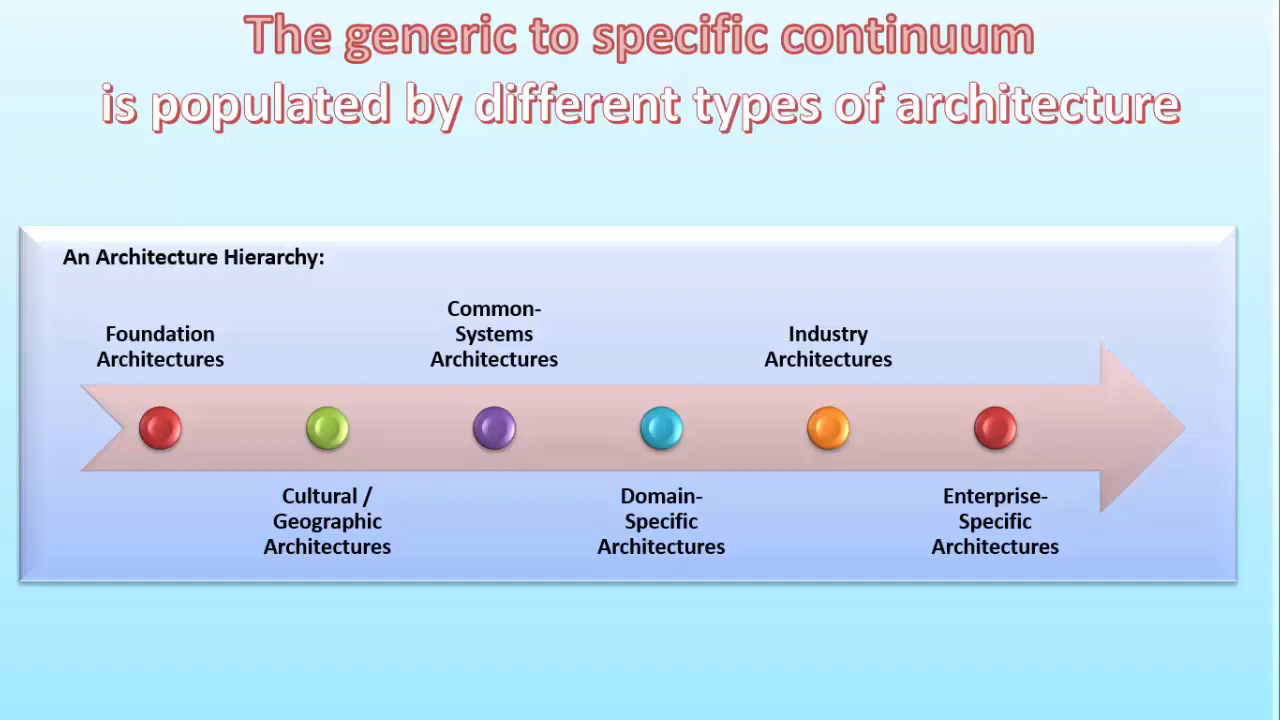 The generic to specific continuum
is populated by different types of architecture
An Architecture Hierarchy:
Foundation
Architectures
Cultural /
Geographic
Architectures
Common-
Systems
Architectures
Domain-
Specific
Architectures
Industry
Architectures
Enterprise-
Specific
Architectures